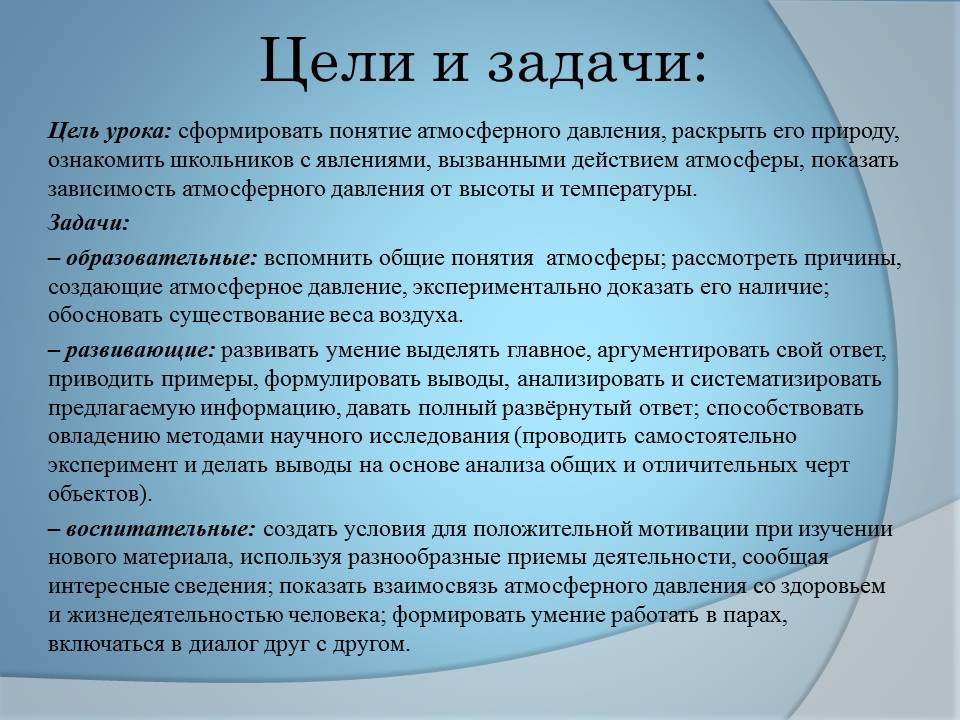 Цели и задачи:
Цель урока: сформировать понятие атмосферного давления, раскрыть его природу,
ознакомить школьников с явлениями, вызванными действием атмосферы, показать
зависимость атмосферного давления от высоты и температуры.
Задачи:
– образовательные: вспомнить общие понятия  атмосферы; рассмотреть причины,
создающие атмосферное давление, экспериментально доказать его наличие;
обосновать существование веса воздуха.
– развивающие: развивать умение выделять главное, аргументировать свой ответ,
приводить примеры, формулировать выводы, анализировать и систематизировать
предлагаемую информацию, давать полный развёрнутый ответ; способствовать
овладению методами научного исследования (проводить самостоятельно
эксперимент и делать выводы на основе анализа общих и отличительных черт
объектов).
– воспитательные: создать условия для положительной мотивации при изучении
нового материала, используя разнообразные приемы деятельности, сообщая
интересные сведения; показать взаимосвязь атмосферного давления со здоровьем
и жизнедеятельностью человека; формировать умение работать в парах,
включаться в диалог друг с другом.